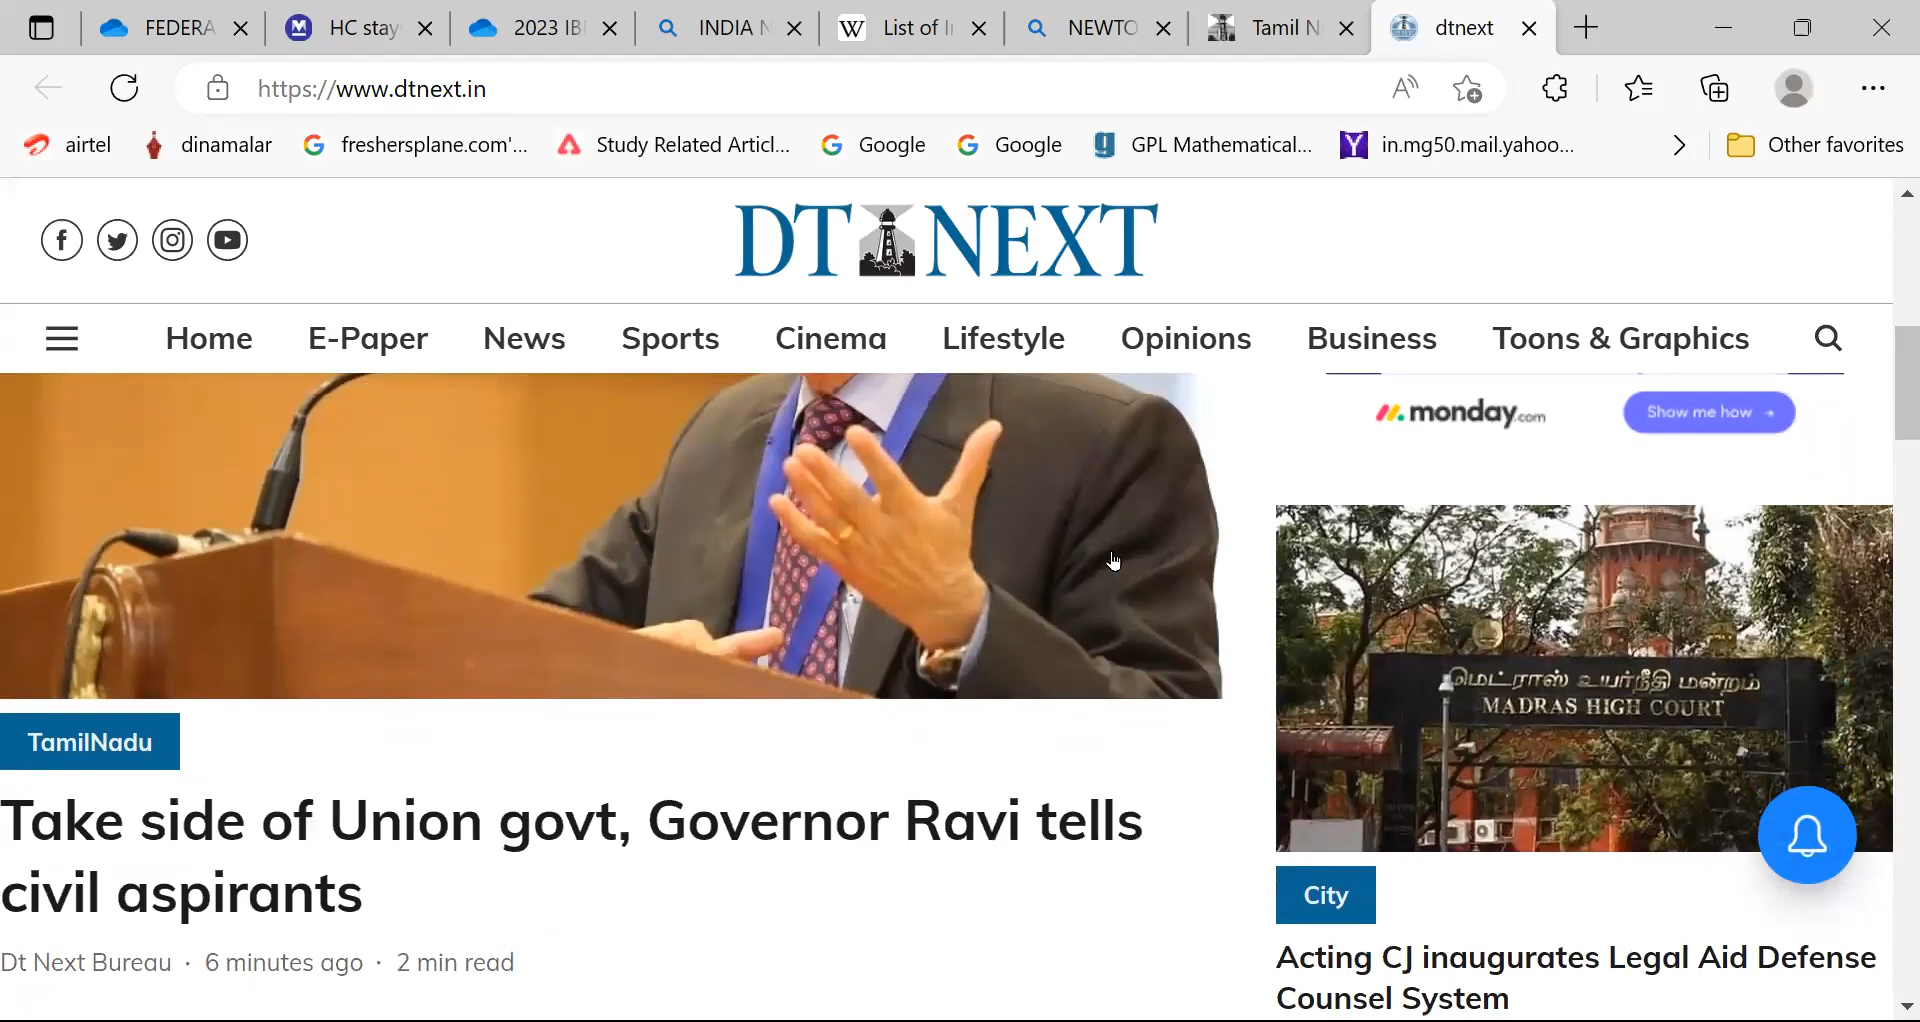 FEDERA
HC stay
2023 IB
INDIA N
List of I
NEWTO
Tamil N
dtnext
https://www.dtnext.in
airtel
dinamalar
freshersplane.com'...
Study Related Articl...
Google
Google
GPL Mathematical...
in.mg50.mail.yahoo...
Other favorites
DT NEXT
Home
E-Paper
News
Sports
Cinema
Lifestyle
Opinions
Business
Toons & Graphics
monday.com
Show me how →
மெட்ராஸ் உயர்நீதி மன்றம்
MADRAS HIGH COURT
TamilNadu
Take side of Union govt, Governor Ravi tells
civil aspirants
Dt Next Bureau · 6 minutes ago · 2 min read
City
Acting CJ inaugurates Legal Aid Defense
Counsel System